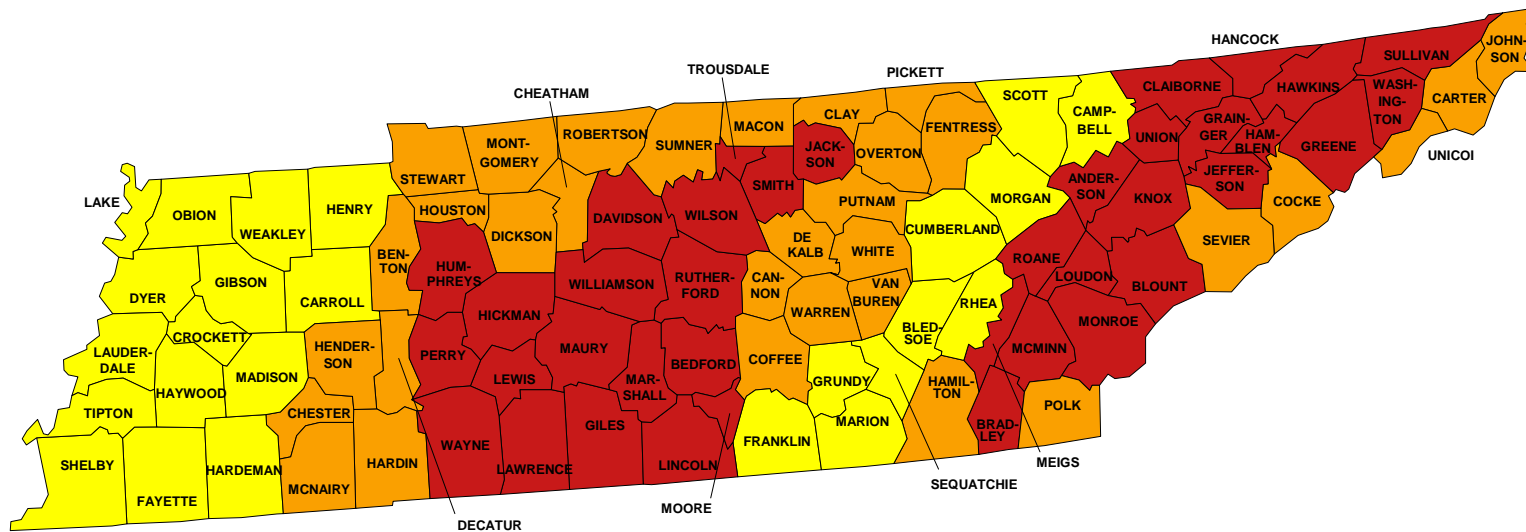 HANCOCK
JOHN-
SON
SULLIVAN
TROUSDALE
PICKETT
CHEATHAM
SCOTT
CAMP-
BELL
CLAIBORNE
HAWKINS
WASH-
ING-
TON
CARTER
UNICOI
GREENE
GRAIN-
GER
HAM-
BLEN
UNION
JEFFER-
SON
COCKE
SEVIER
KNOX
ANDER-
SON
MORGAN
FENTRESS
OVERTON
CLAY
MACON
JACK-
SON
SMITH
PUTNAM
CUMBERLAND
SUMNER
ROBERTSON
MONT-
GOMERY
STEWART
HOUSTON
DICKSON
DAVIDSON
WILSON
DE
KALB
WHITE
VAN
BUREN
WARREN
CAN-
NON
RUTHER-
FORD
WILLIAMSON
HUM-
PHREYS
BEN-
TON
HENRY
WEAKLEY
OBION
LAKE
DYER
GIBSON
CARROLL
CROCKETT
LAUDER-
DALE
HAYWOOD
MADISON
HENDER-
SON
PERRY
HICKMAN
MAURY
LEWIS
MAR-
SHALL
BEDFORD
COFFEE
GRUNDY
BLED-
SOE
RHEA
ROANE
LOUDON
BLOUNT
MONROE
MCMINN
POLK
BRAD-
LEY
HAMIL-
TON
MARION
FRANKLIN
LINCOLN
GILES
LAWRENCE
WAYNE
HARDIN
CHESTER
MCNAIRY
HARDEMAN
FAYETTE
SHELBY
TIPTON
MEIGS
SEQUATCHIE
MOORE
DECATUR